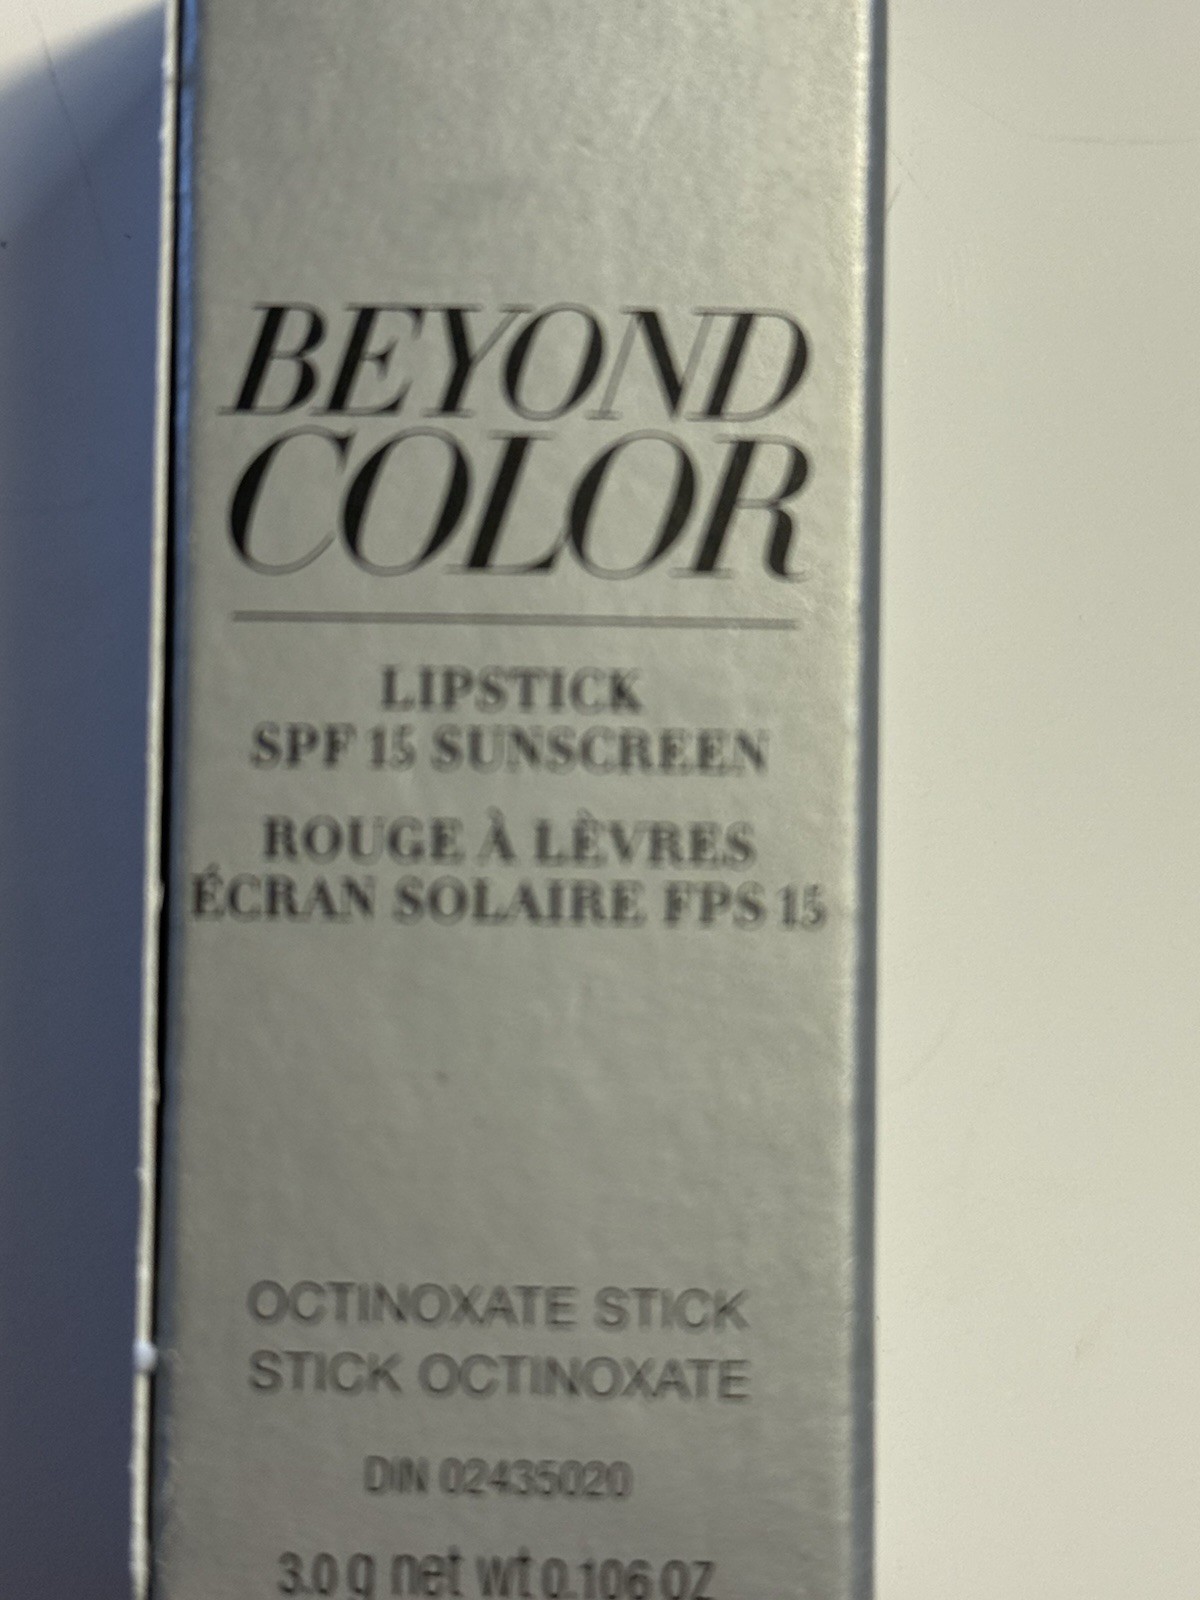 BEYOND
COLOR
LIPSTICK
SPF 15 SUNSCREEN
ROUGE À LÈVRES
ÉCRAN SOLAIRE FPS 15
OCTINOXATE STICK
STICK OCTINOXATE
DIN 02435020
3.0 g net wt 0.106 OZ